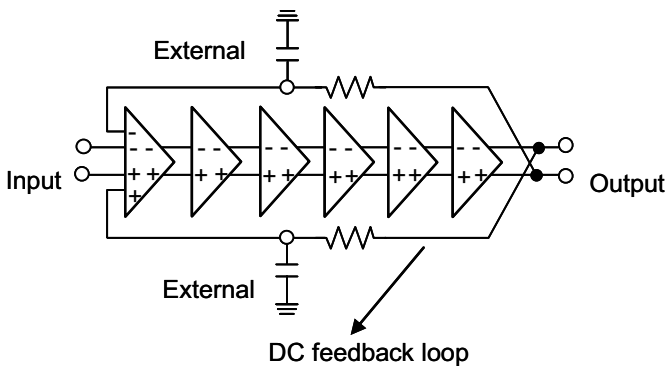 External
-
- - - - - - - - - - - -
Input
+ + + + + + + + + + + +
+
Output
External
DC feedback loop